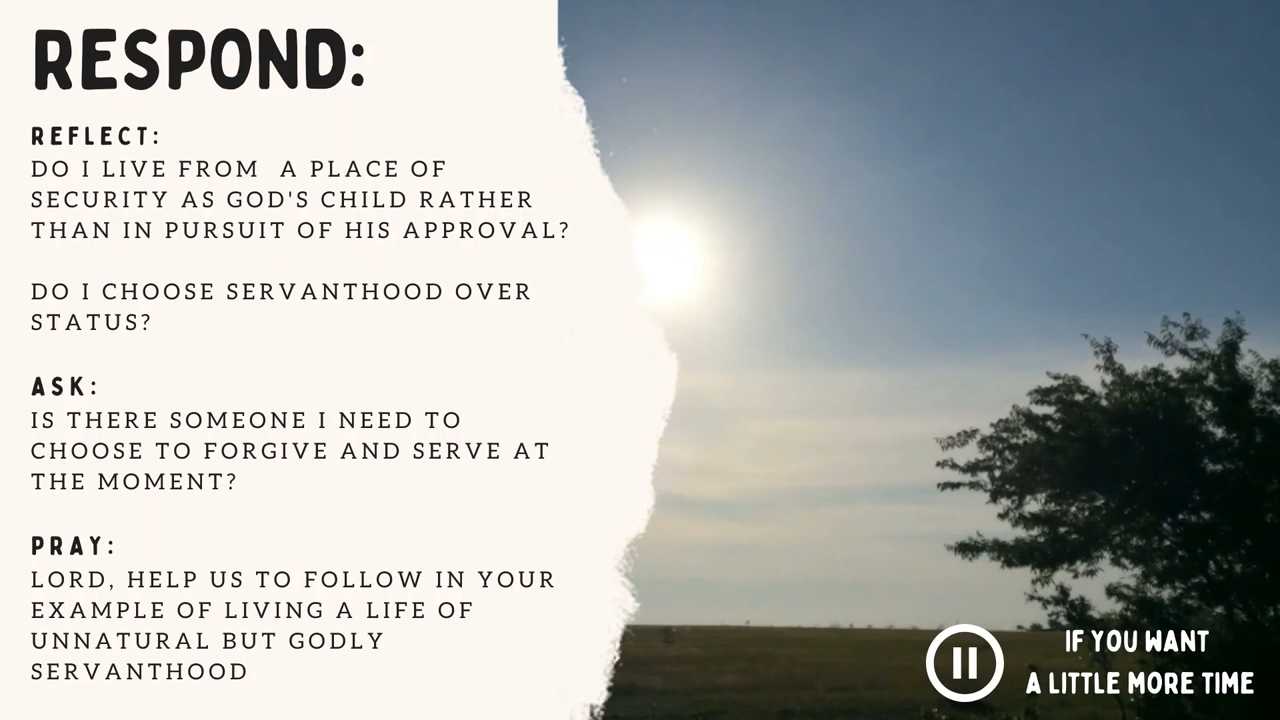 RESPOND:
REFLECT:
DO I LIVE FROM A PLACE OF
SECURITY AS GOD'S CHILD RATHER
THAN IN PURSUIT OF HIS APPROVAL?
DO I CHOOSE SERVANTHOOD OVER
STATUS?
ASK:
IS THERE SOMEONE I NEED TO
CHOOSE TO FORGIVE AND SERVE AT
THE MOMENT?
PRAY:
LORD, HELP US TO FOLLOW IN YOUR
EXAMPLE OF LIVING A LIFE OF
UNNATURAL BUT GODLY
SERVANTHOOD
IF YOU WANT
A LITTLE MORE TIME